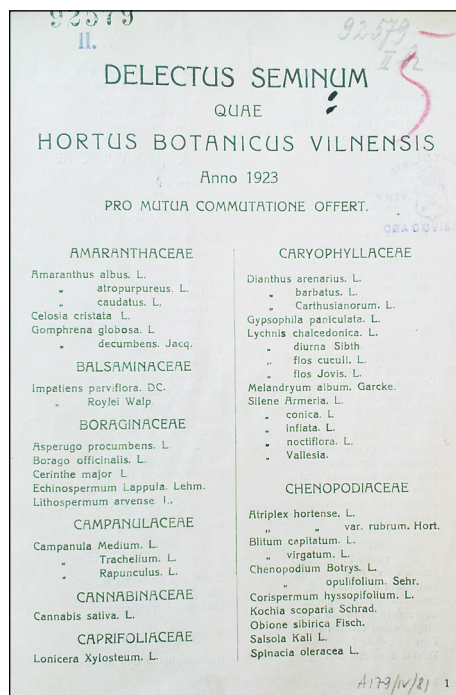 92579
II.
92579
II
DELECTUS SEMINUM
QUAE
HORTUS BOTANICUS VILNENSIS
Anno 1923
PRO MUTUA COMMUTATIONE OFFERT.
AMARANTHACEAE
Amaranthus albus. L.
„ atropurpureus. L.
„ caudatus. L.
Celosia cristata L.
Gomphrena globosa. L
„ decumbens. Jacq.
BALSAMINACEAE
Impatiens parviflora. DC.
„ Roylei Walp.
BORAGINACEAE
Asperugo procumbens. L.
Borago officinalis. L.
Cerinthe major L
Echinospermum Lappula. Lehm.
Lithospermum arvense. L.
CAMPANULACEAE
Campanula Medium. L.
„ Trachelium. L.
„ Rapunculus. L.
CANNABINACEAE
Cannabis sativa. L.
CAPRIFOLIACEAE
Lonicera Xylosteum. L.
CARYOPHYLLACEAE
Dianthus arenarius. L.
„ barbatus. L.
„ Carthusianorum. L.
Gypsophila paniculata. L.
Lychnis chalcedonica. L.
„ diurna Sibth.
„ flos cuculi. L.
„ flos Jovis. L.
Melandryum album. Garcke.
Silene Armeria. L.
„ conica. L
„ inflata. L.
„ noctiflora. L.
„ Vallesia.
CHENOPODIACEAE
Atriplex hortense. L.
„ „ var. rubrum. Hort.
Blitum capitatum. L.
„ virgatum. L.
Chenopodium Botrys. L.
„ opulifolium. Sehr.
Corispermum hyssopifolium. L.
Kochia scoparia Schrad.
Obione sibirica Fisch.
Salsola Kali L.
Spinacia oleracea L.
A179/IV/81
1